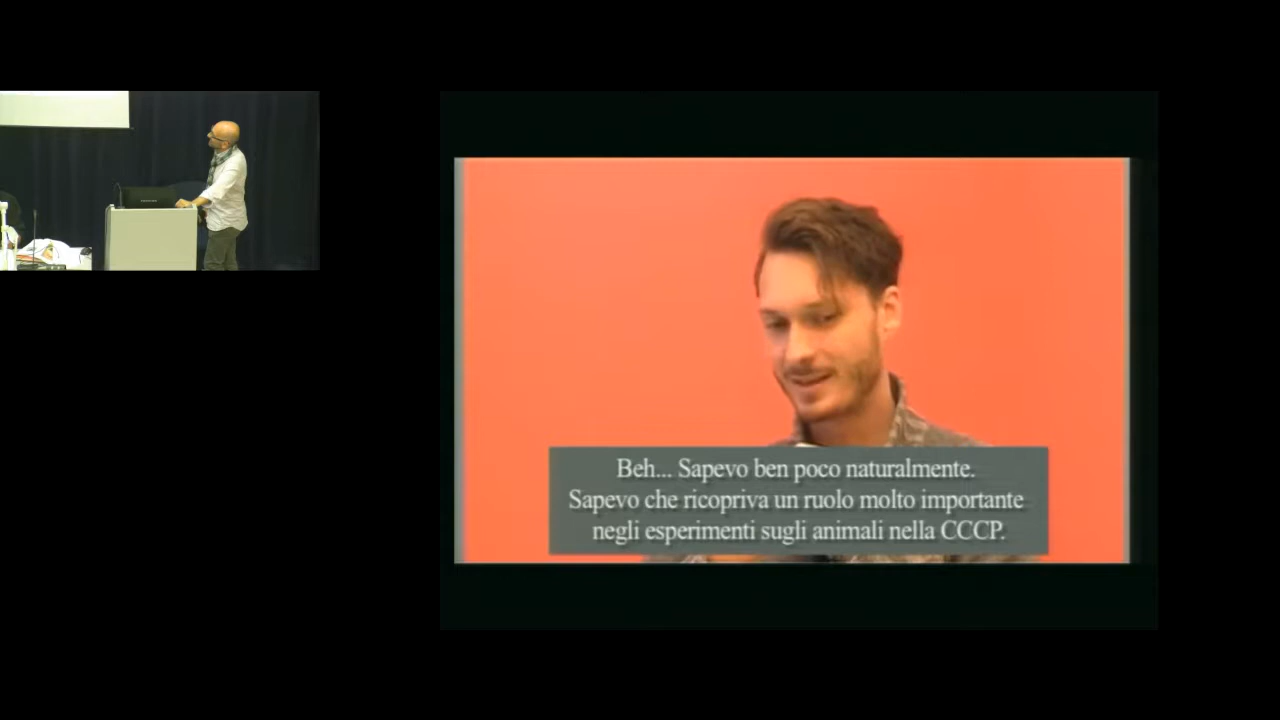 Beh... Sapevo ben poco naturalmente.
Sapevo che ricopriva un ruolo molto importante
negli esperimenti sugli animali nella CCCP.